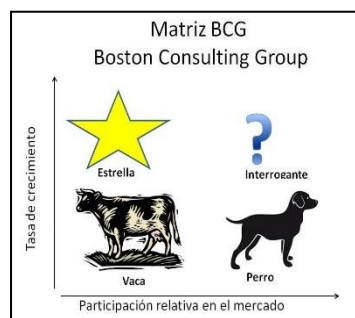 Matriz BCG
Boston Consulting Group
Tasa de crecimiento
?
Estrella
Interrogante
Vaca
Perro
Participación relativa en el mercado